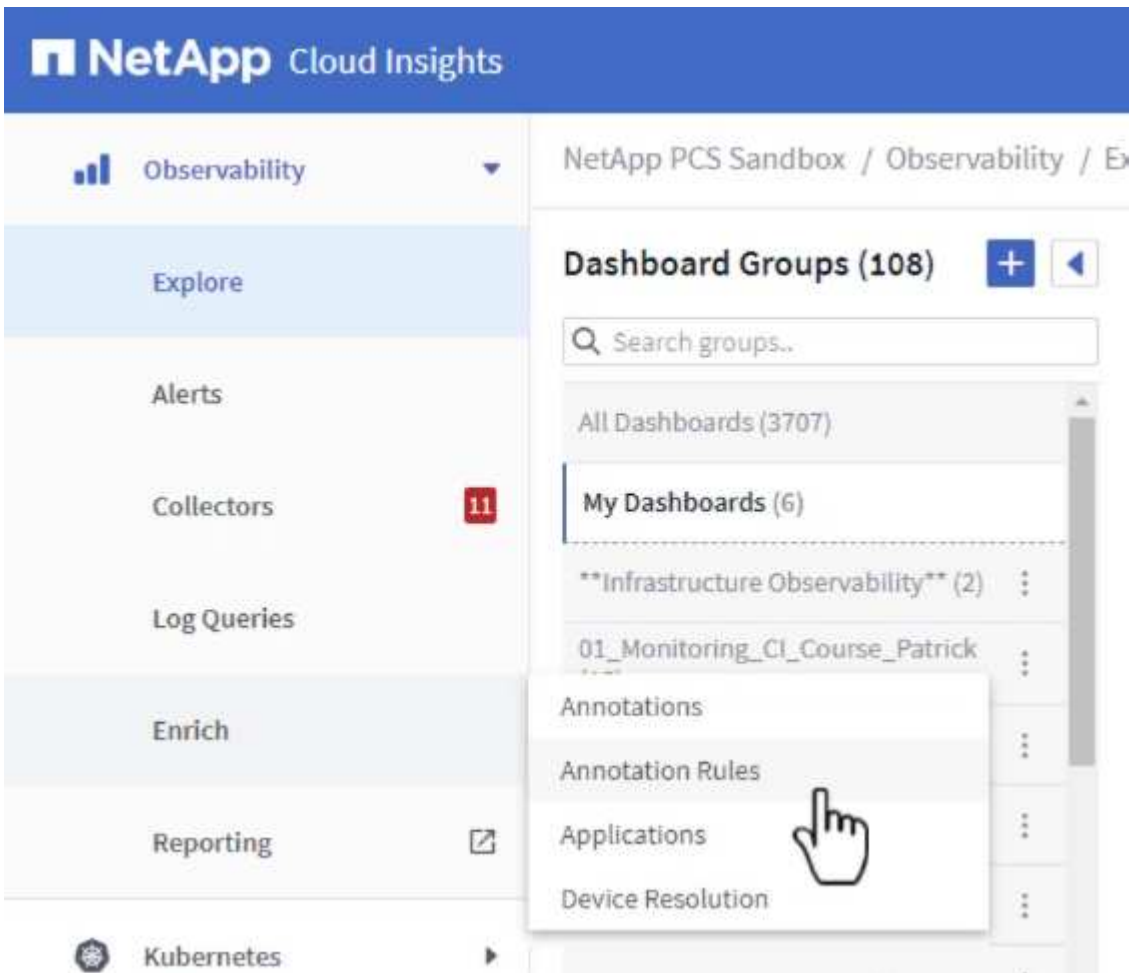 NetApp Cloud Insights
Observability
Explore
Alerts
Collectors
11
Log Queries
Enrich
Reporting
Kubernetes
NetApp PCS Sandbox / Observability /
Dashboard Groups (108)
+
Search groups..
All Dashboards (3707)
My Dashboards (6)
**Infrastructure Observability** (2)
01_Monitoring_CI_Course_Patrick
Annotations
Annotation Rules
Applications
Device Resolution